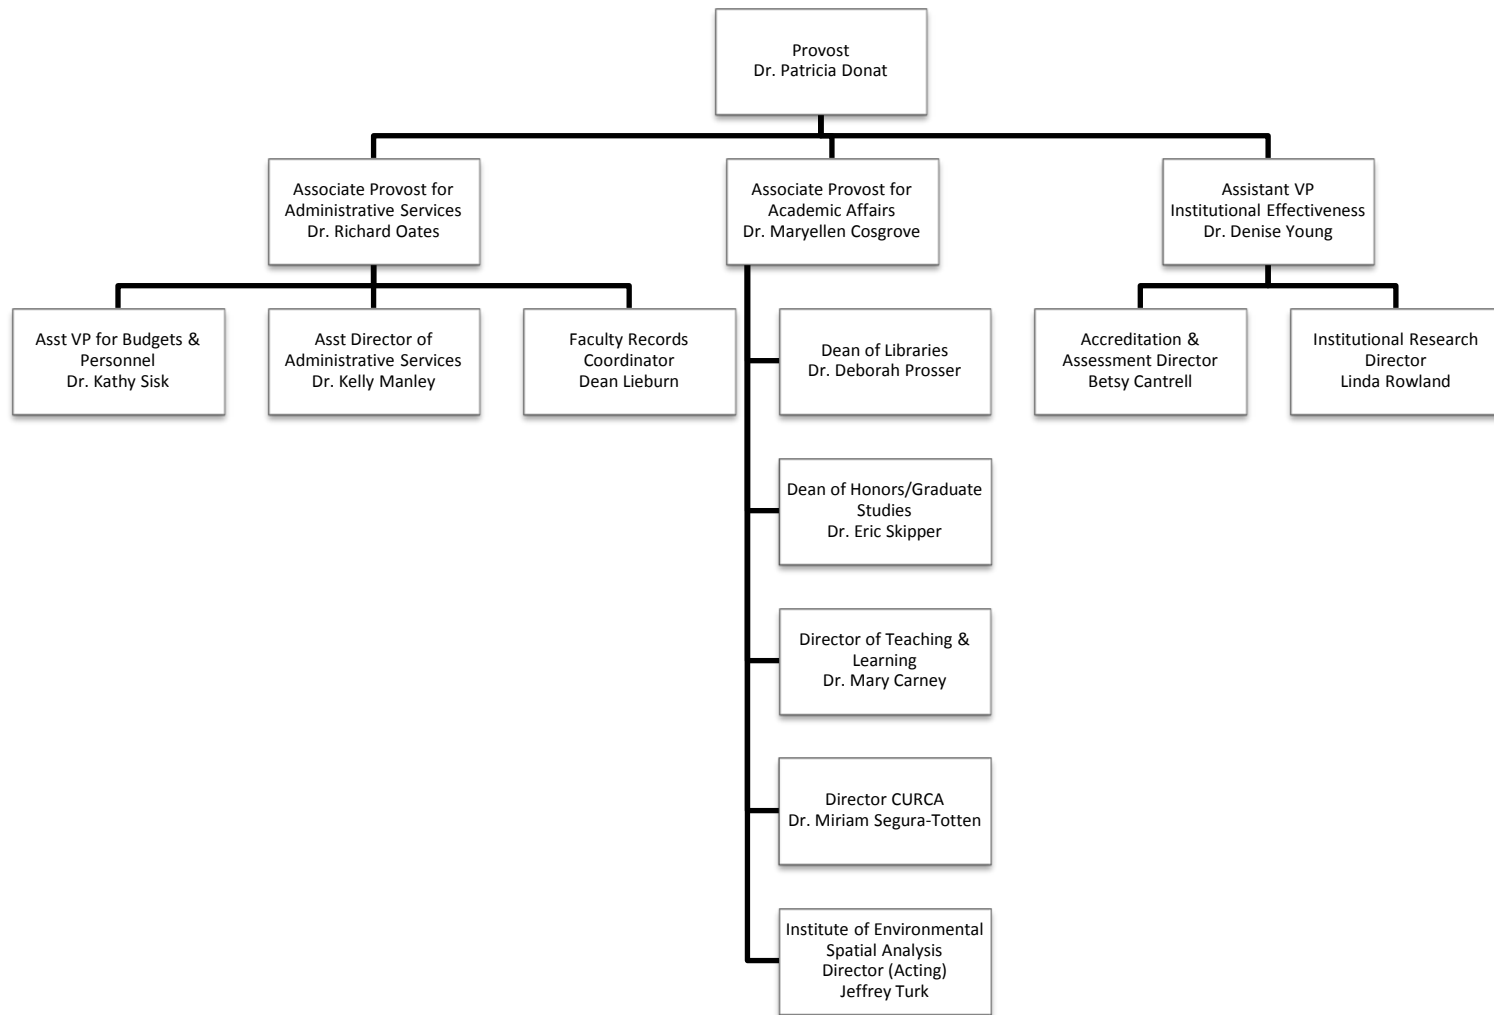 Provost
Dr. Patricia Donat
Associate Provost for
Administrative Services
Dr. Richard Oates
Associate Provost for
Academic Affairs
Dr. Maryellen Cosgrove
Assistant VP
Institutional Effectiveness
Dr. Denise Young
Asst VP for Budgets &
Personnel
Dr. Kathy Sisk
Asst Director of
Administrative Services
Dr. Kelly Manley
Faculty Records
Coordinator
Dean Lieburn
Dean of Libraries
Dr. Deborah Prosser
Accreditation &
Assessment Director
Betsy Cantrell
Institutional Research
Director
Linda Rowland
Dean of Honors/Graduate
Studies
Dr. Eric Skipper
Director of Teaching &
Learning
Dr. Mary Carney
Director CURCA
Dr. Miriam Segura-Totten
Institute of Environmental
Spatial Analysis
Director (Acting)
Jeffrey Turk